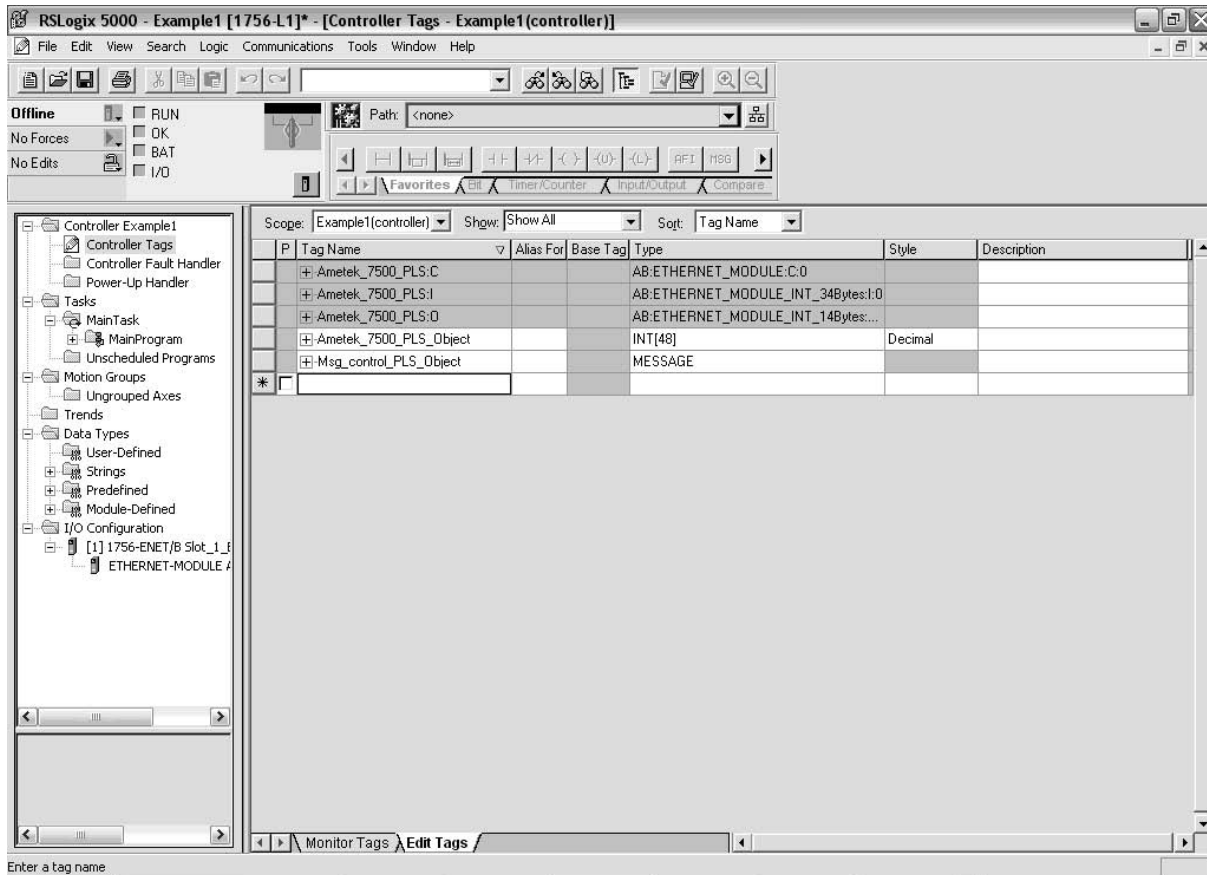 RSLogix 5000 - Example1 [1756-L1]* - [Controller Tags - Example1(controller)]
File Edit View Search Logic Communications Tools Window Help
Offline
RUN
No Forces
OK
No Edits
BAT
I/O
Path: <none>
AFI MSG
Favorites Bit Timer/Counter Input/Output Compare
Controller Example1
Controller Tags
Controller Fault Handler
Power-Up Handler
Tasks
MainTask
MainProgram
Unscheduled Programs
Motion Groups
Ungrouped Axes
Trends
Data Types
User-Defined
Strings
Predefined
Module-Defined
I/O Configuration
[1] 1756-ENET/B Slot_1_E
ETHERNET-MODULE A
Scope: Example1(controller) Show: Show All Sort: Tag Name
P Tag Name Alias For Base Tag Type Style Description
Ametek_7500_PLS:C AB:ETHERNET_MODULE:C:0
Ametek_7500_PLS:I AB:ETHERNET_MODULE_INT_34Bytes:I:0
Ametek_7500_PLS:O AB:ETHERNET_MODULE_INT_14Bytes:...
Ametek_7500_PLS_Object INT[48] Decimal
Msg_control_PLS_Object MESSAGE
*
Monitor Tags Edit Tags
Enter a tag name